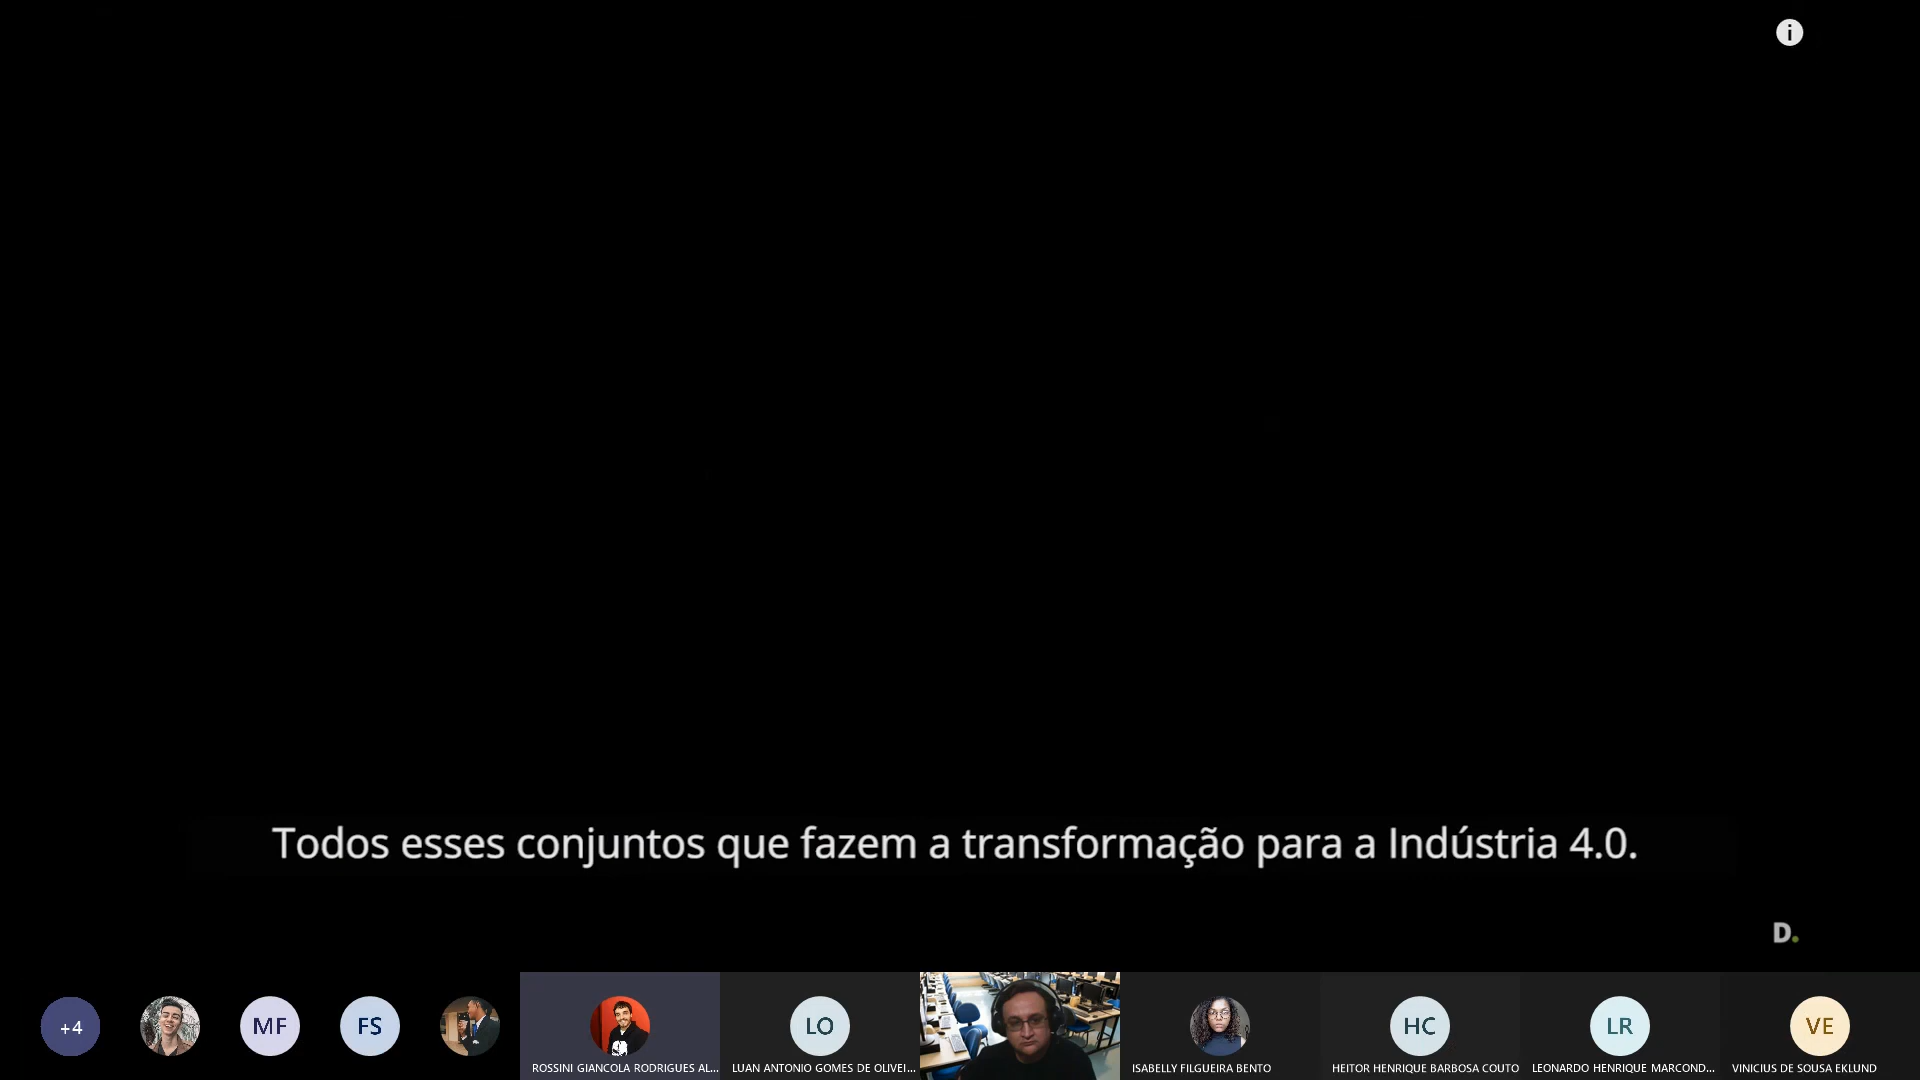 i
Todos esses conjuntos que fazem a transformação para a Indústria 4.0.
D.
+4
MF
FS
LO
HC
LR
VE
ROSSINI GIANCOLA RODRIGUES AL...
LUAN ANTONIO GOMES DE OLIVEI...
ISABELLY FILGUEIRA BENTO
HEITOR HENRIQUE BARBOSA COUTO
LEONARDO HENRIQUE MARCOND...
VINICIUS DE SOUSA EKLUND